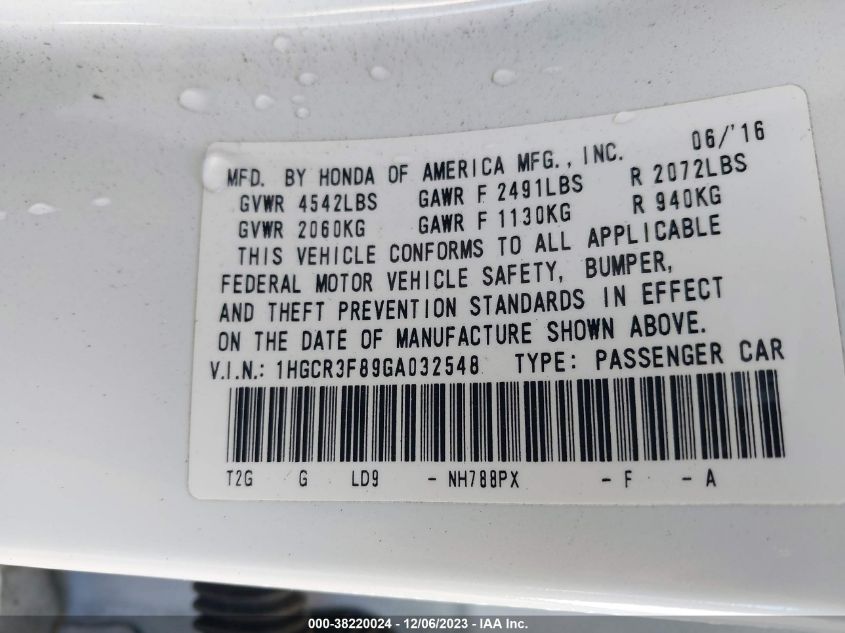 MFD. BY HONDA OF AMERICA MFG., INC. 06/'16
GVWR 4542LBS GAWR F 2491LBS R 2072LBS
GVWR 2060KG GAWR F 1130KG R 940KG
THIS VEHICLE CONFORMS TO ALL APPLICABLE
FEDERAL MOTOR VEHICLE SAFETY, BUMPER,
AND THEFT PREVENTION STANDARDS IN EFFECT
ON THE DATE OF MANUFACTURE SHOWN ABOVE.
V.I.N.: 1HGCR3F89GA032548 TYPE: PASSENGER CAR
T2G G LD9 - NH788PX - F - A
000-38220024 - 12/06/2023 - IAA Inc.